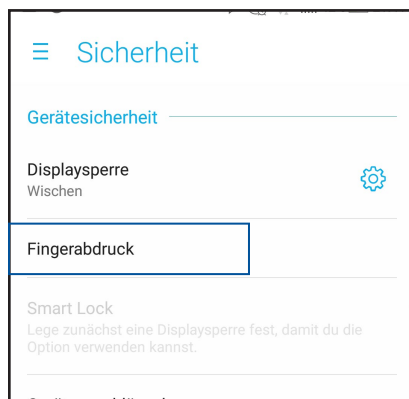 Sicherheit
Gerätesicherheit
Displaysperre
Wischen
Fingerabdruck
Smart Lock
Lege zunächst eine Displaysperre fest, damit du die
Option verwenden kannst.